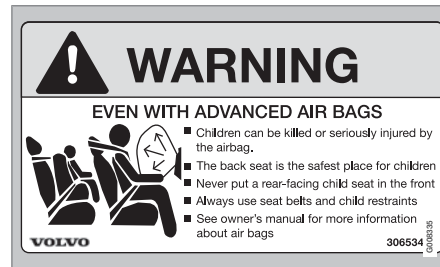 WARNING
EVEN WITH ADVANCED AIR BAGS
Children can be killed or seriously injured by
the airbag.
The back seat is the safest place for children
Never put a rear-facing child seat in the front
Always use seat belts and child restraints
See owner's manual for more information
about air bags
VOLVO
306534
G008335